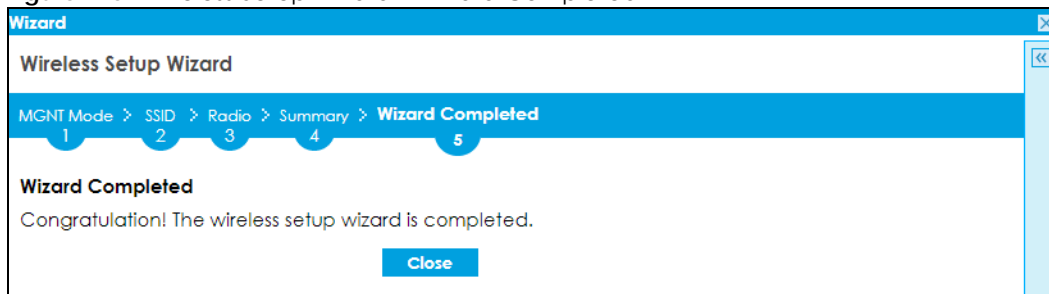 Wizard
Wireless Setup Wizard
MGNT Mode > SSID > Radio > Summary > Wizard Completed
1 2 3 4 5
Wizard Completed
Congratulation! The wireless setup wizard is completed.
Close